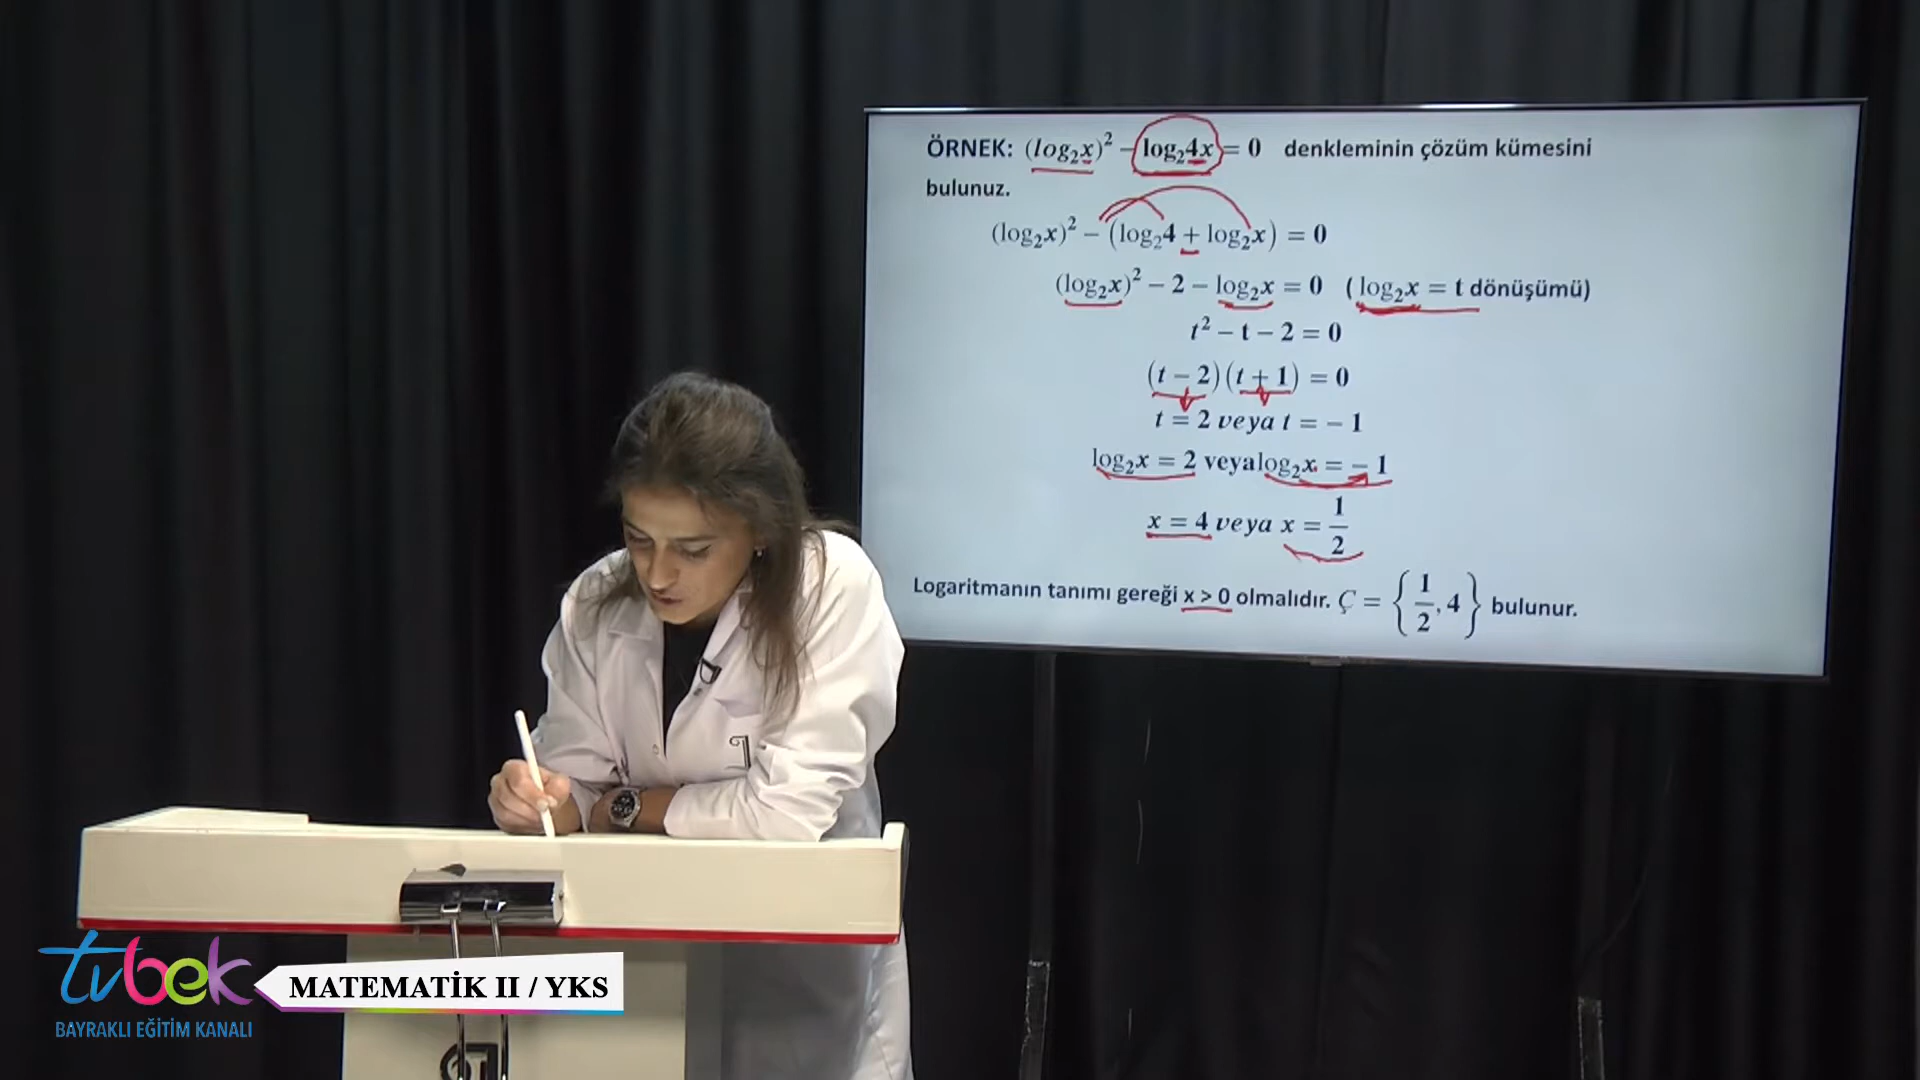 ÖRNEK: (log₂x)² − log₂4x = 0 denkleminin çözüm kümesini
bulunuz.
(log₂x)² − (log₂4 + log₂x) = 0
(log₂x)² − 2 − log₂x = 0 (log₂x = t dönüşümü)
t² − t − 2 = 0
(t − 2)(t + 1) = 0
t = 2 veya t = − 1
log₂x = 2 veyalog₂x = − 1
x = 4 veya x = 1/2
Logaritmanın tanımı gereği x > 0 olmalıdır. Ç = {1/2, 4} bulunur.
tvbek
BAYRAKLI EĞİTİM KANALI
MATEMATİK II / YKS